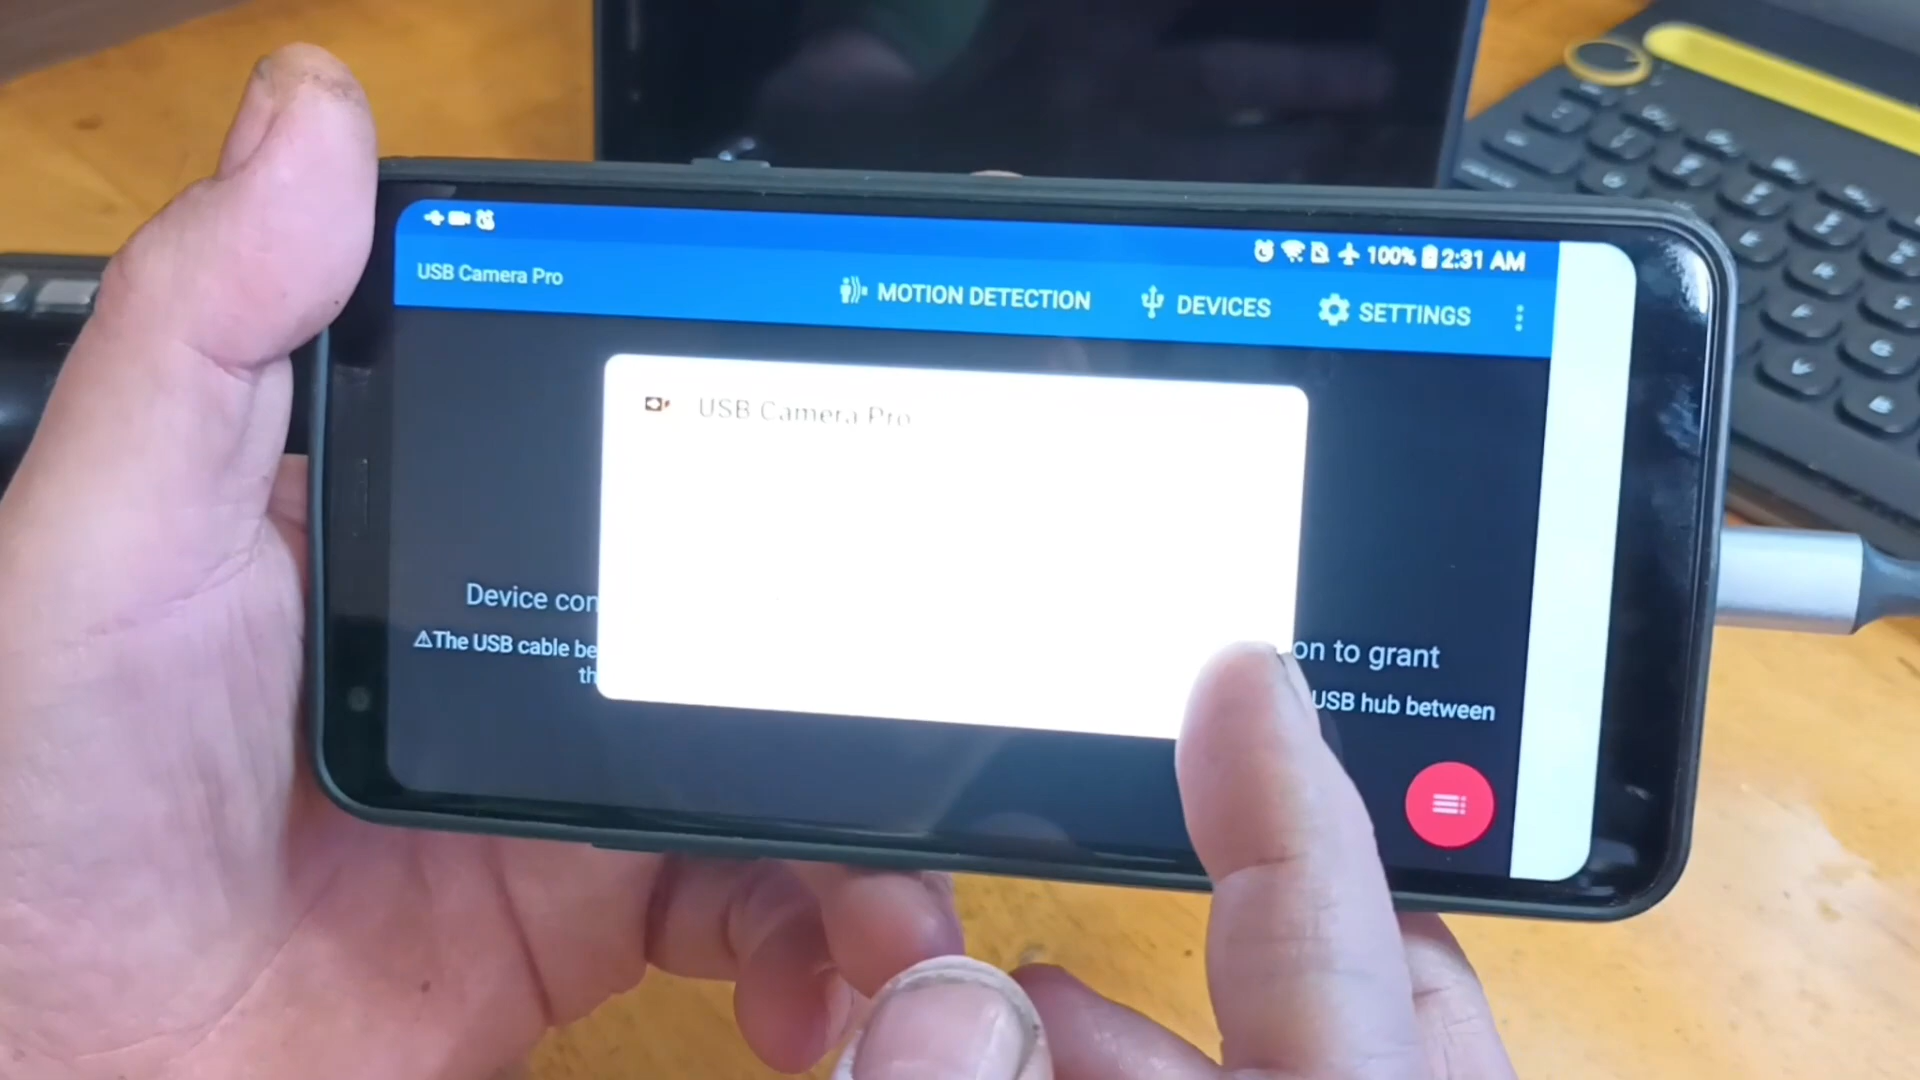 100% 2:31 AM
USB Camera Pro
MOTION DETECTION
DEVICES
SETTINGS
USB Camera Pro
Device con
on to grant
⚠The USB cable be
USB hub between
th